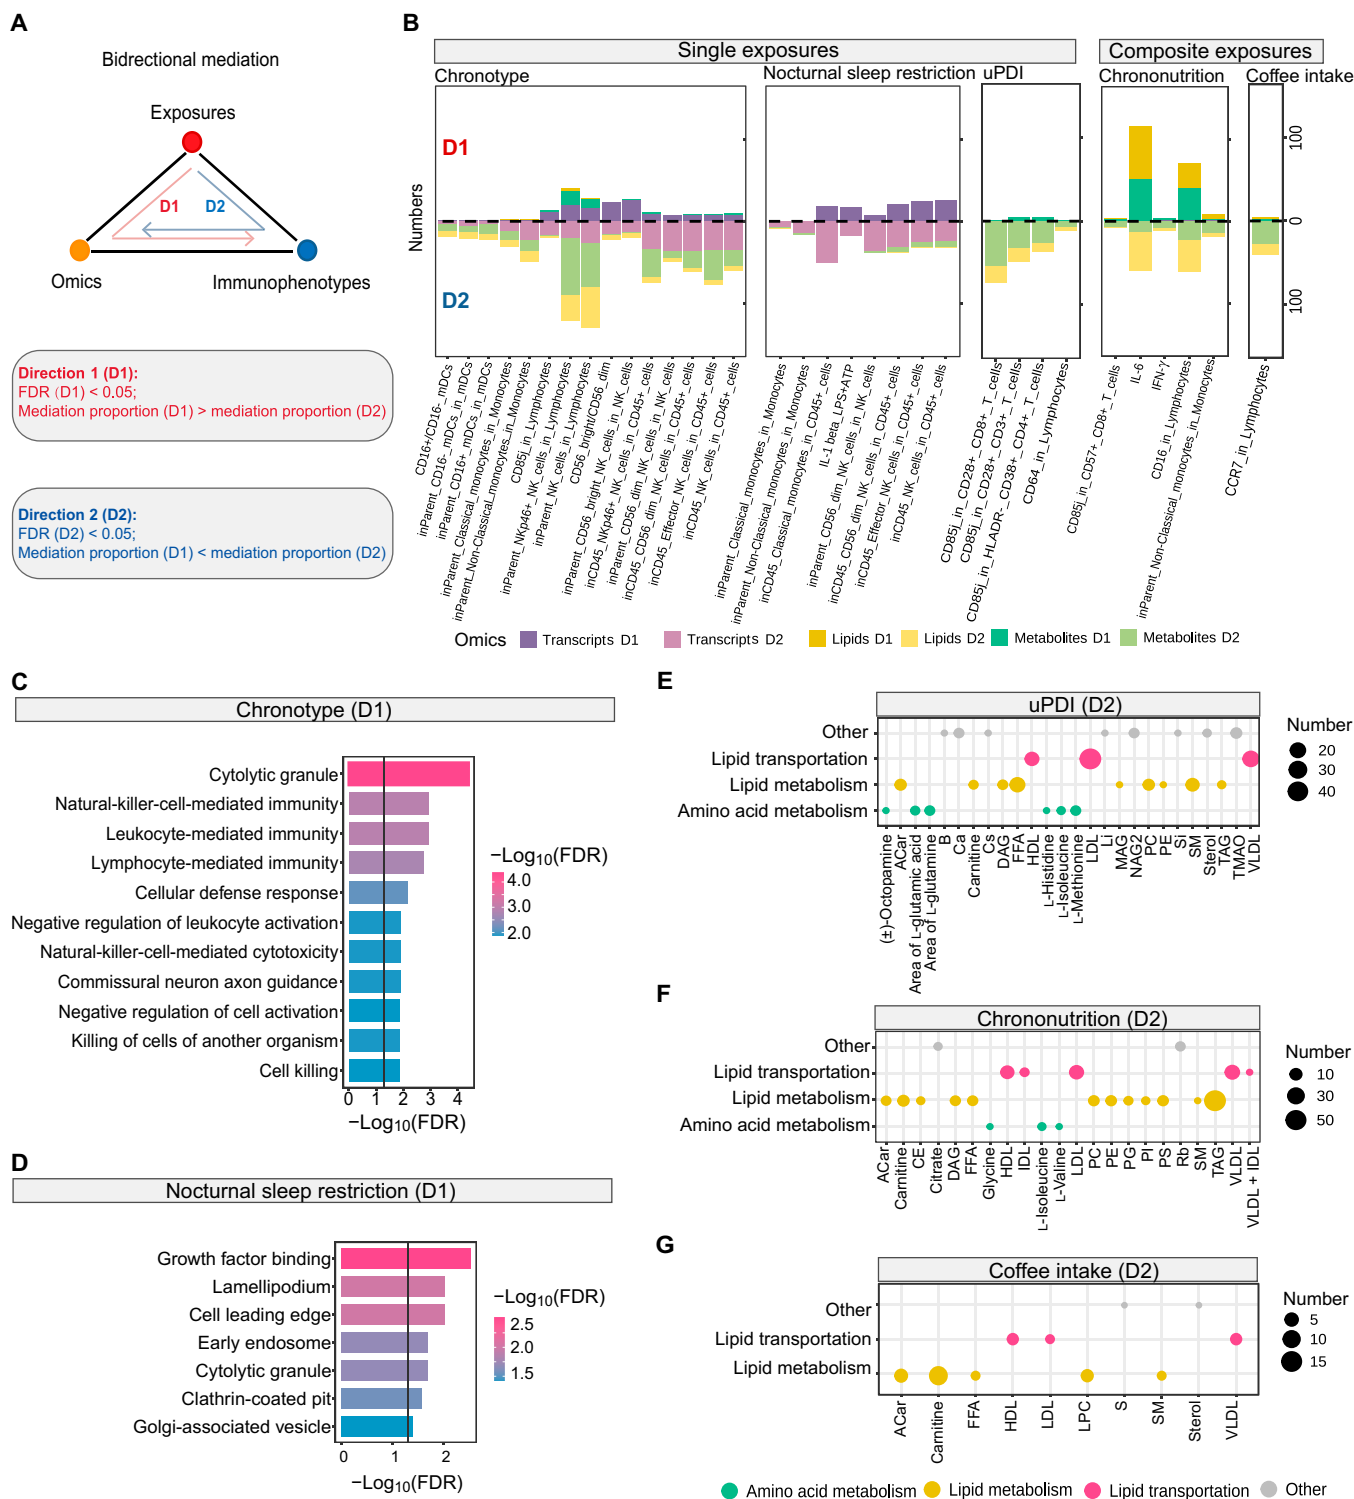 A
Bidrectional mediation
Exposures
D1
D2
Omics
Immunophenotypes
Direction 1 (D1):
FDR (D1) < 0.05;
Mediation proportion (D1) > mediation proportion (D2)
Direction 2 (D2):
FDR (D2) < 0.05;
Mediation proportion (D1) < mediation proportion (D2)
B
Single exposures
Composite exposures
Chronotype
Nocturnal sleep restriction
uPDI
Chrononutrition
Coffee intake
Numbers
D1
D2
100
0
100
CD16+/CD16-_mDCs
inParent_CD16-_mDCs_in_mDCs
inParent_CD16+_mDCs_in_mDCs
inParent_Classical_monocytes_in_Monocytes
inParent_Non-Classical_monocytes_in_Monocytes
CD85j_in_Lymphocytes
inParent_NKp46+_NK_cells_in_Lymphocytes
inParent_NK_cells_in_Lymphocytes
CD56_bright/CD56_dim
inParent_CD56_bright_NK_cells_in_NK_cells
inCD45_NKp46+_NK_cells_in_CD45+_cells
inParent_CD56_dim_NK_cells_in_NK_cells
inCD45_CD56_dim_NK_cells_in_CD45+_cells
inCD45_Effector_NK_cells_in_CD45+_cells
inCD45_NK_cells_in_CD45+_cells
inParent_Classical_monocytes_in_Monocytes
inParent_Non-Classical_monocytes_in_Monocytes
inCD45_Classical_monocytes_in_CD45+_cells
IL-1 beta_LPS+ATP
inParent_CD56_dim_NK_cells_in_NK_cells
inCD45_CD56_dim_NK_cells_in_CD45+_cells
inCD45_Effector_NK_cells_in_CD45+_cells
inCD45_NK_cells_in_CD45+_cells
CD85j_in_CD28+_CD8+_T_cells
CD85j_in_CD28+_CD3+_T_cells
CD85j_in_HLADR-_CD38+_CD4+_T_cells
CD64_in_Lymphocytes
CD85j_in_CD57+_CD8+_T_cells
IL-6
IFN-γ
CD16_in_Lymphocytes
inParent_Non-Classical_monocytes_in_Monocytes
CCR7_in_Lymphocytes
Omics
Transcripts D1
Transcripts D2
Lipids D1
Lipids D2
Metabolites D1
Metabolites D2
C
Chronotype (D1)
Cytolytic granule
Natural-killer-cell-mediated immunity
Leukocyte-mediated immunity
Lymphocyte-mediated immunity
Cellular defense response
Negative regulation of leukocyte activation
Natural-killer-cell-mediated cytotoxicity
Commissural neuron axon guidance
Negative regulation of cell activation
Killing of cells of another organism
Cell killing
0 1 2 3 4
−Log10(FDR)
−Log10(FDR)
4.0
3.0
2.0
D
Nocturnal sleep restriction (D1)
Growth factor binding
Lamellipodium
Cell leading edge
Early endosome
Cytolytic granule
Clathrin-coated pit
Golgi-associated vesicle
0 1 2
−Log10(FDR)
−Log10(FDR)
2.5
2.0
1.5
E
uPDI (D2)
Other
Lipid transportation
Lipid metabolism
Amino acid metabolism
(±)-Octopamine
ACar
Area of L-glutamic acid
Area of L-glutamine
B
Ca
Carnitine
Cs
DAG
FFA
HDL
L-Histidine
L-Isoleucine
L-Methionine
LDL
Li
MAG
NAG2
PC
PE
Si
SM
Sterol
TAG
TMAO
VLDL
Number
20
30
40
F
Chrononutrition (D2)
Other
Lipid transportation
Lipid metabolism
Amino acid metabolism
ACar
Carnitine
CE
Citrate
DAG
FFA
Glycine
HDL
IDL
L-Isoleucine
L-Valine
LDL
PC
PE
PG
PI
PS
Rb
SM
TAG
VLDL
VLDL + IDL
Number
10
30
50
G
Coffee intake (D2)
Other
Lipid transportation
Lipid metabolism
ACar
Carnitine
FFA
HDL
LDL
LPC
S
SM
Sterol
VLDL
Number
5
10
15
Amino acid metabolism
Lipid metabolism
Lipid transportation
Other